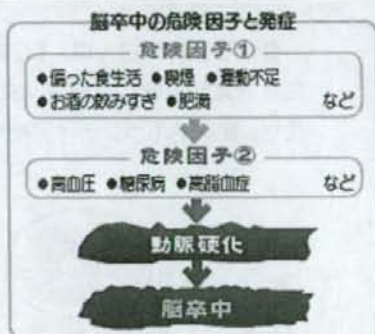 脳卒中の危険因子と発症
危険因子①
●偏った食生活 ●喫煙 ●運動不足
●お酒の飲みすぎ ●肥満 など
危険因子②
●高血圧 ●糖尿病 ●高脂血症 など
動脈硬化
脳卒中